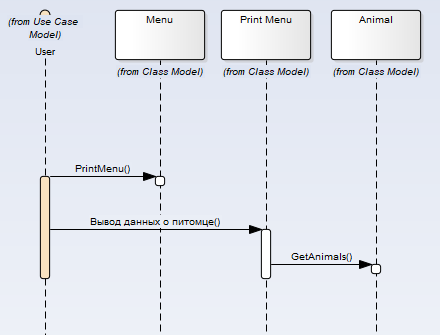 (from Use Case
Model)
User
Menu
(from Class Model)
Print Menu
(from Class Model)
Animal
(from Class Model)
PrintMenu()
Вывод данных о питомце()
GetAnimals()